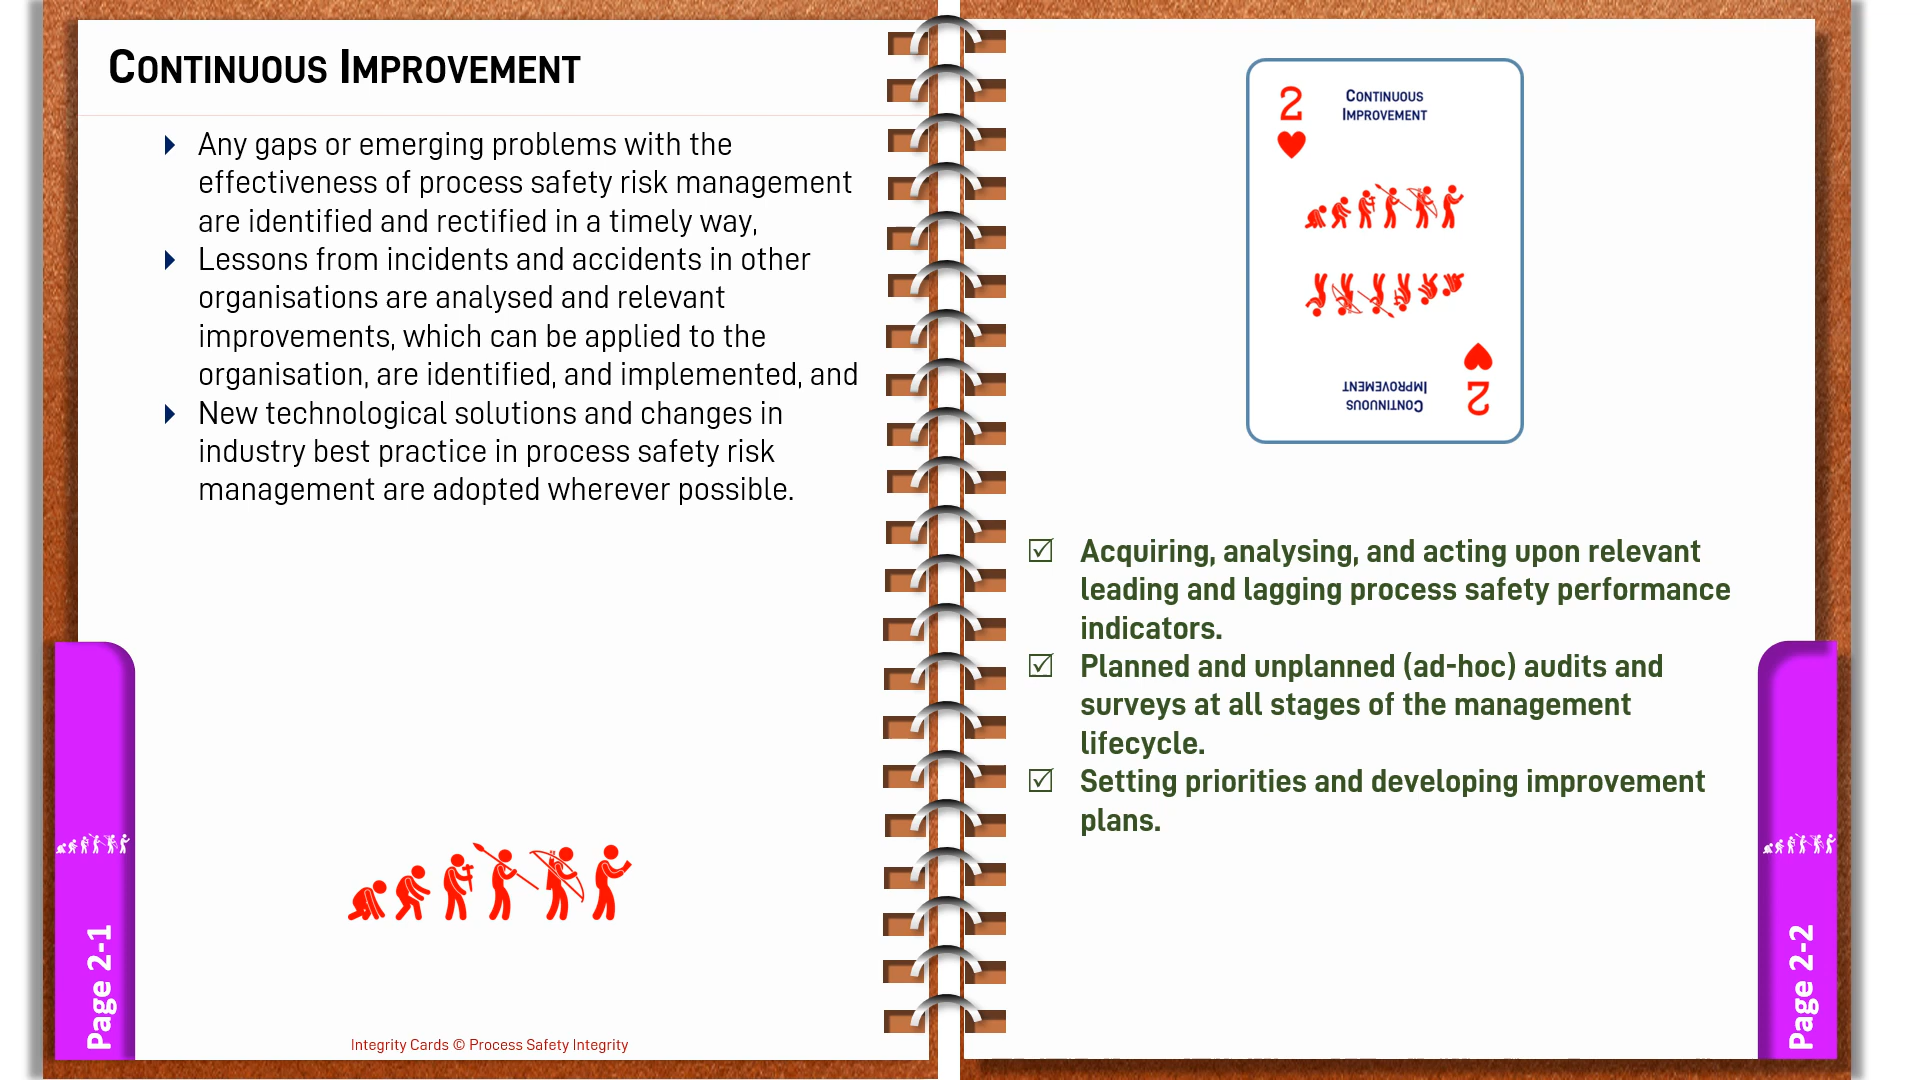 CONTINUOUS IMPROVEMENT
Any gaps or emerging problems with the
effectiveness of process safety risk management
are identified and rectified in a timely way,
Lessons from incidents and accidents in other
organisations are analysed and relevant
improvements, which can be applied to the
organisation, are identified, and implemented, and
New technological solutions and changes in
industry best practice in process safety risk
management are adopted wherever possible.
Page 2-1
Integrity Cards © Process Safety Integrity
2
CONTINUOUS
IMPROVEMENT
2
CONTINUOUS
IMPROVEMENT
Acquiring, analysing, and acting upon relevant
leading and lagging process safety performance
indicators.
Planned and unplanned (ad-hoc) audits and
surveys at all stages of the management
lifecycle.
Setting priorities and developing improvement
plans.
Page 2-2